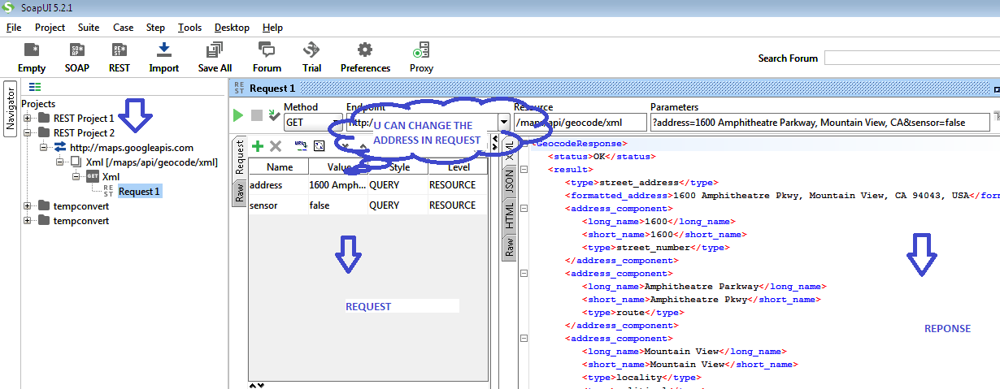 SoapUI 5.2.1
File Project Suite Case Step Tools Desktop Help
Empty SOAP REST Import Save All Forum Trial Preferences Proxy Search Forum
Navigator
Projects
REST Project 1
REST Project 2
http://maps.googleapis.com
Xml [/maps/api/geocode/xml]
GET Xml
REST Request 1
tempconvert
tempconvert
REST Request 1
Method Endpoint Resource Parameters
GET http:/ /maps/api/geocode/xml ?address=1600 Amphitheatre Parkway, Mountain View, CA&sensor=false
U CAN CHANGE THE
ADDRESS IN REQUEST
Request
Raw
Name Value Style Level
address 1600 Amph... QUERY RESOURCE
sensor false QUERY RESOURCE
REQUEST
XML
JSON
HTML
Raw
<GeocodeResponse>
<status>OK</status>
<result>
<type>street_address</type>
<formatted_address>1600 Amphitheatre Pkwy, Mountain View, CA 94043, USA</form
<address_component>
<long_name>1600</long_name>
<short_name>1600</short_name>
<type>street_number</type>
</address_component>
<address_component>
<long_name>Amphitheatre Parkway</long_name>
<short_name>Amphitheatre Pkwy</short_name>
<type>route</type>
</address_component>
<address_component>
<long_name>Mountain View</long_name>
<short_name>Mountain View</short_name>
<type>locality</type>
REPONSE